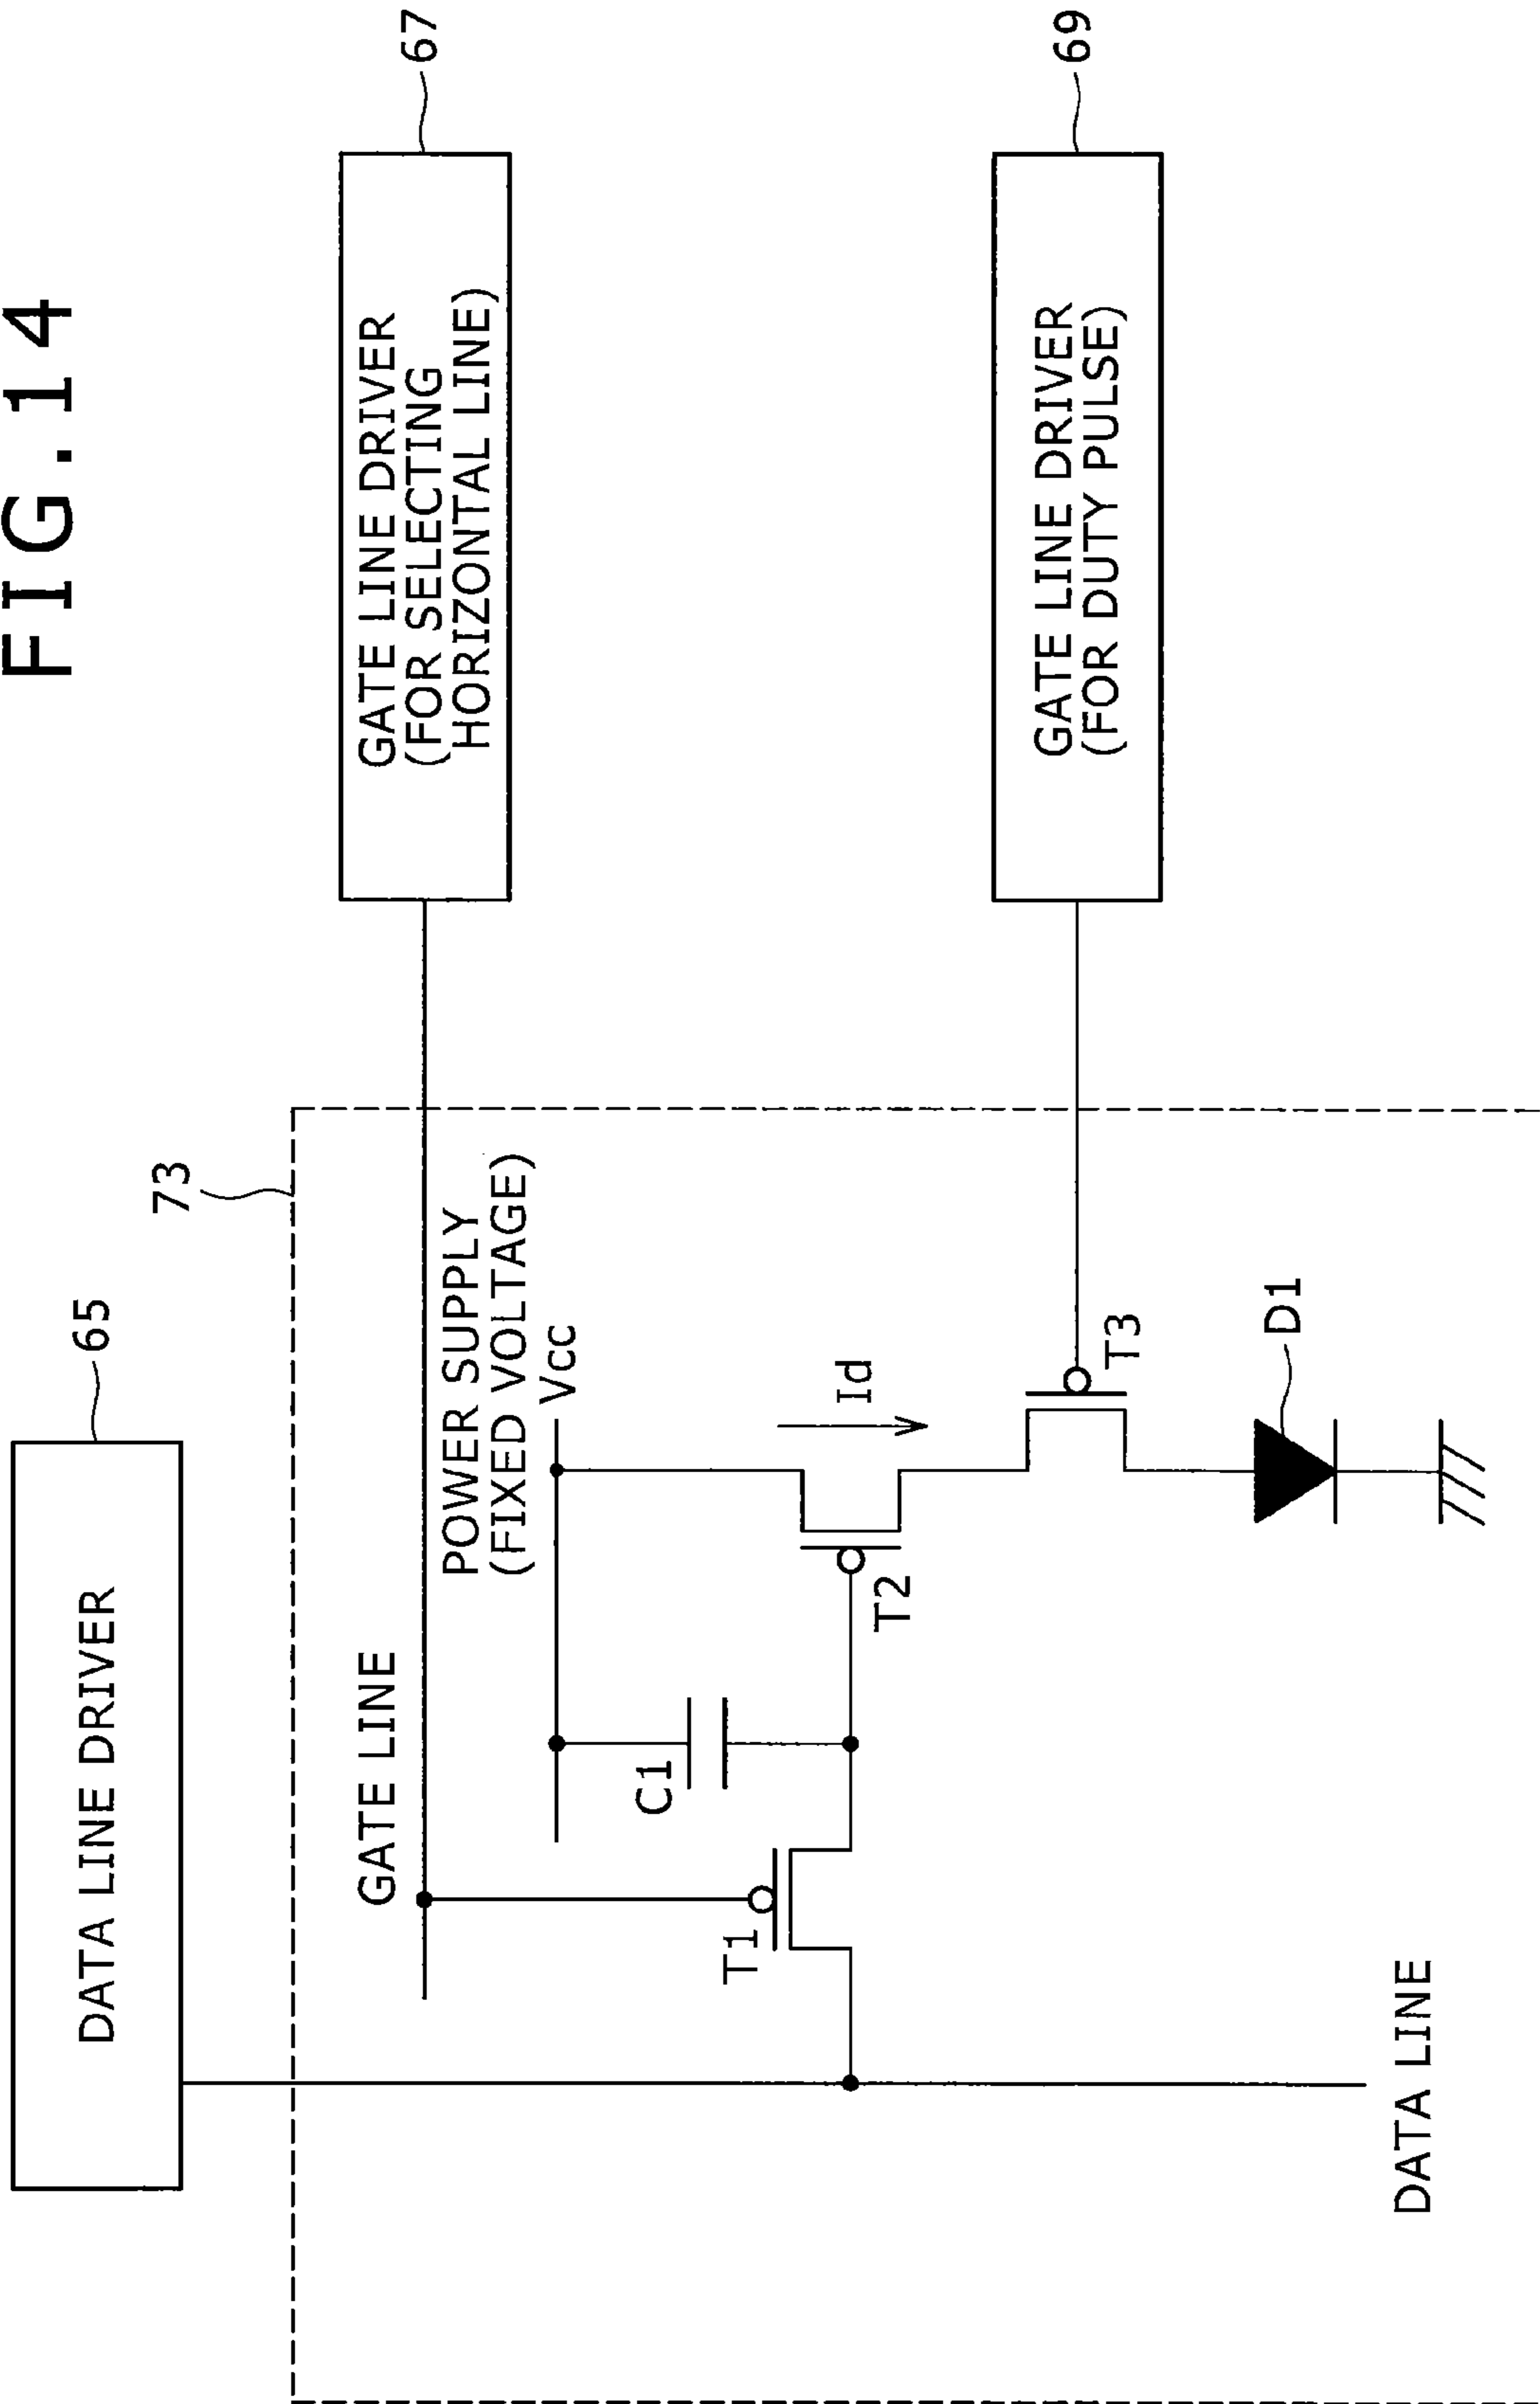 FIG.14
67
GATE LINE DRIVER
(FOR SELECTING
HORIZONTAL LINE)
69
GATE LINE DRIVER
(FOR DUTY PULSE)
73
65
DATA LINE DRIVER
GATE LINE
POWER SUPPLY
(FIXED VOLTAGE)
Vcc
C1
T1
T2
Id
T3
D1
DATA LINE